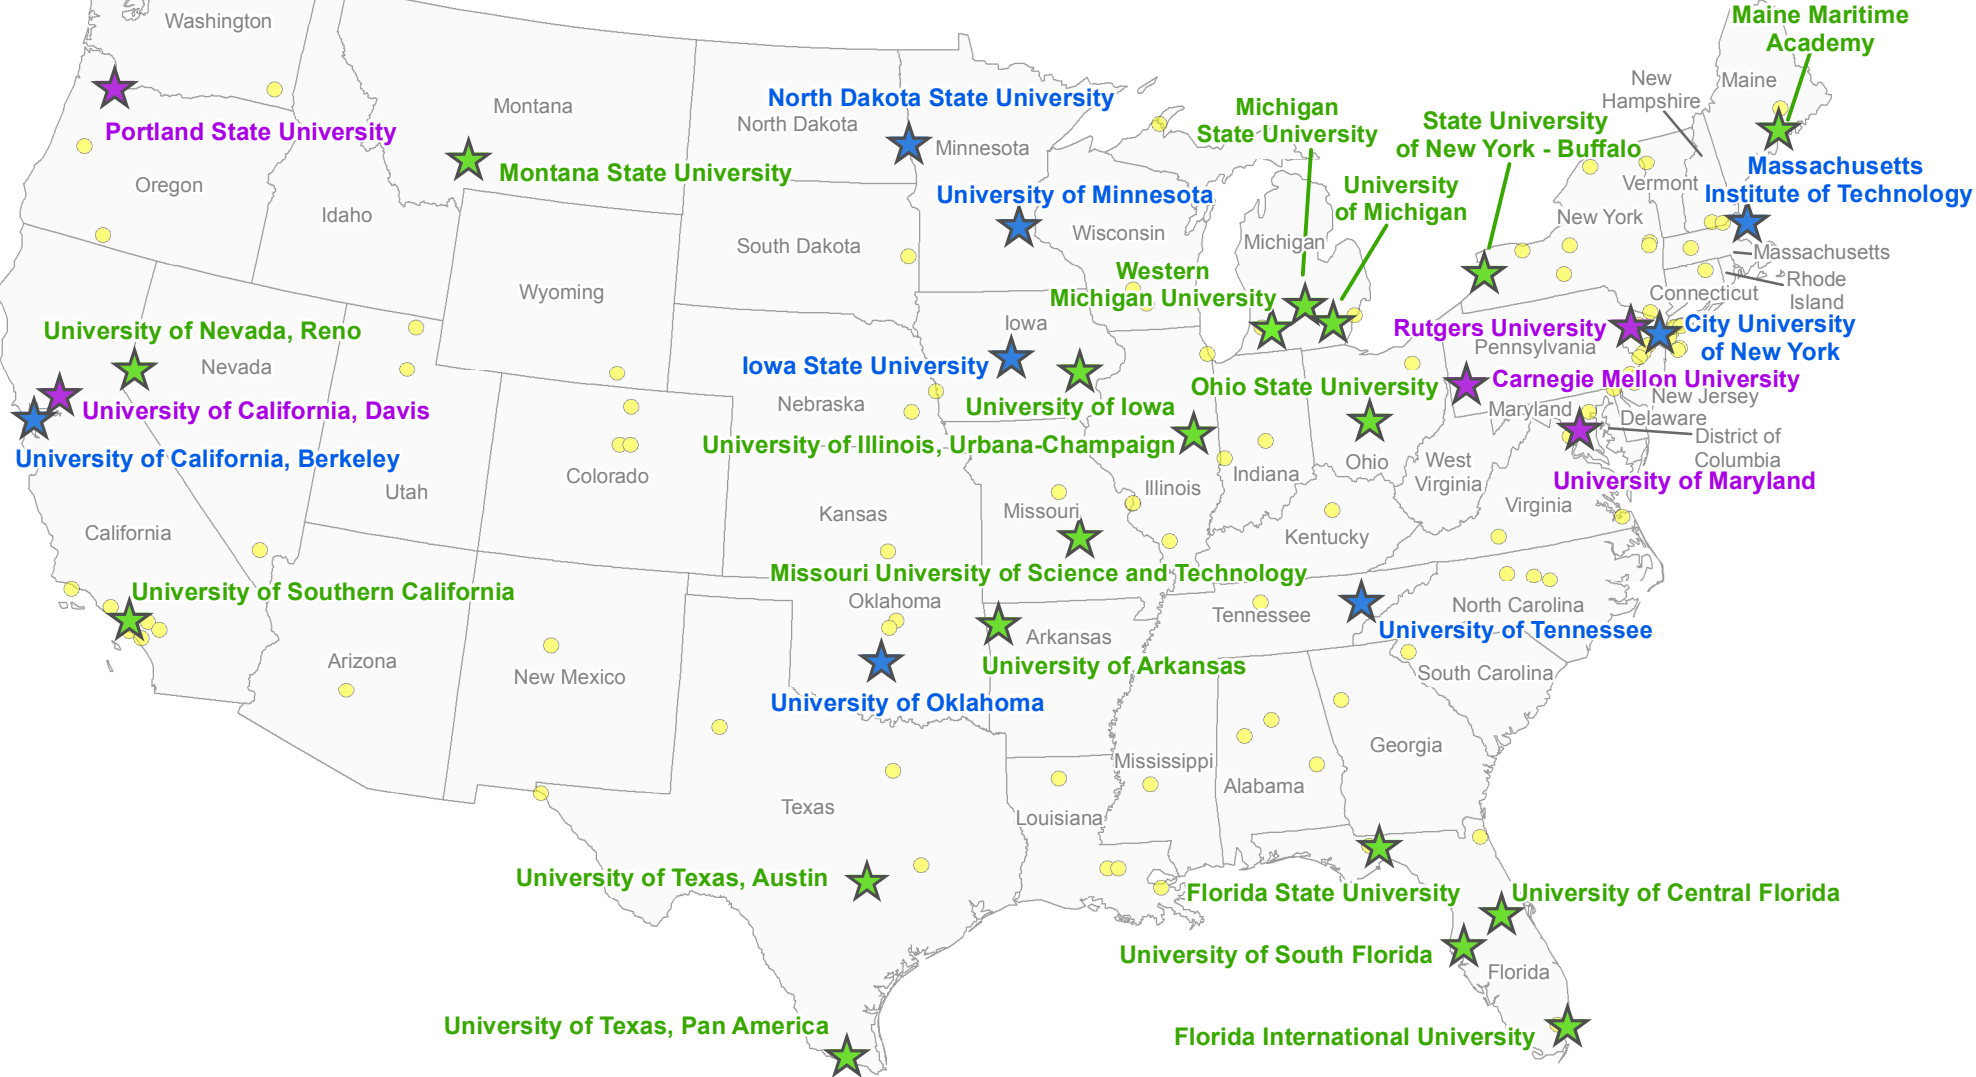 Washington
Maine Maritime
Academy
New
Hampshire
Maine
Montana
North Dakota State University
North Dakota
Michigan
State University
State University
of New York - Buffalo
Portland State University
Minnesota
Montana State University
Massachusetts
Institute of Technology
Oregon
Idaho
University of Minnesota
University
of Michigan
Vermont
New York
South Dakota
Wisconsin
Michigan
Massachusetts
Wyoming
Western
Michigan University
Connecticut
Rhode
Island
University of Nevada, Reno
Iowa
Rutgers University
City University
of New York
Nevada
Iowa State University
Pennsylvania
Ohio State University
Carnegie Mellon University
University of California, Davis
Nebraska
University of Iowa
Maryland
New Jersey
Delaware
University of California, Berkeley
University of Illinois, Urbana-Champaign
District of
Columbia
Utah
Colorado
Indiana
Ohio
West
Virginia
University of Maryland
Illinois
California
Kansas
Missouri
Kentucky
Virginia
University of Southern California
Missouri University of Science and Technology
Oklahoma
Tennessee
North Carolina
Arkansas
University of Tennessee
Arizona
New Mexico
University of Arkansas
South Carolina
University of Oklahoma
Georgia
Mississippi
Alabama
Texas
Louisiana
University of Texas, Austin
Florida State University
University of Central Florida
University of South Florida
Florida
University of Texas, Pan America
Florida International University